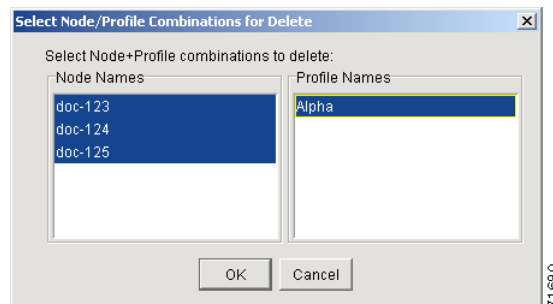 Select Node/Profile Combinations for Delete
Select Node+Profile combinations to delete:
Node Names
Profile Names
doc-123
doc-124
doc-125
Alpha
OK
Cancel